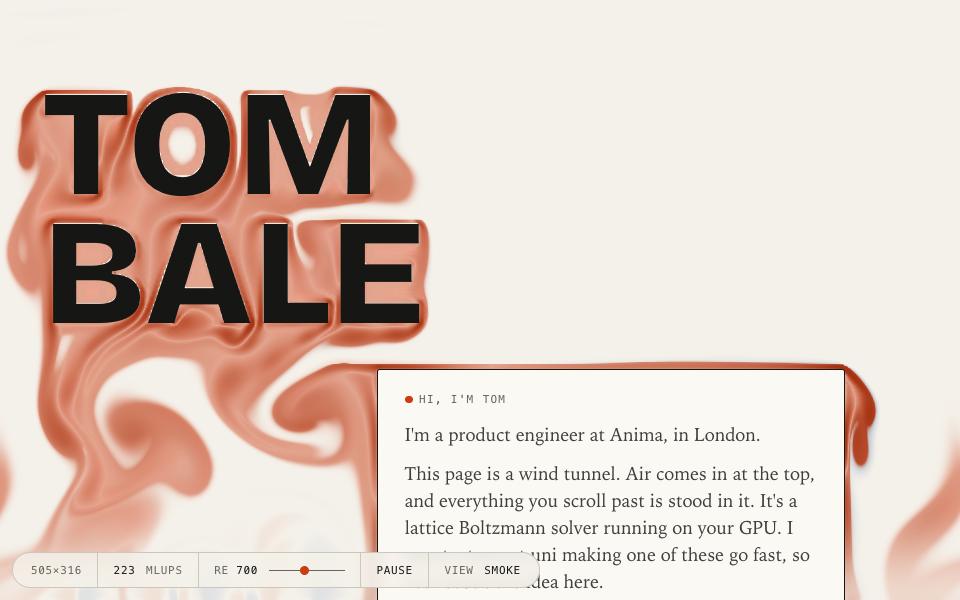 TOM
BALE
HI, I'M TOM
I'm a product engineer at Anima, in London.
This page is a wind tunnel. Air comes in at the top,
and everything you scroll past is stood in it. It's a
lattice Boltzmann solver running on your GPU. I
uni making one of these go fast, so
idea here.
505×316
223 MLUPS
RE 700
PAUSE
VIEW SMOKE